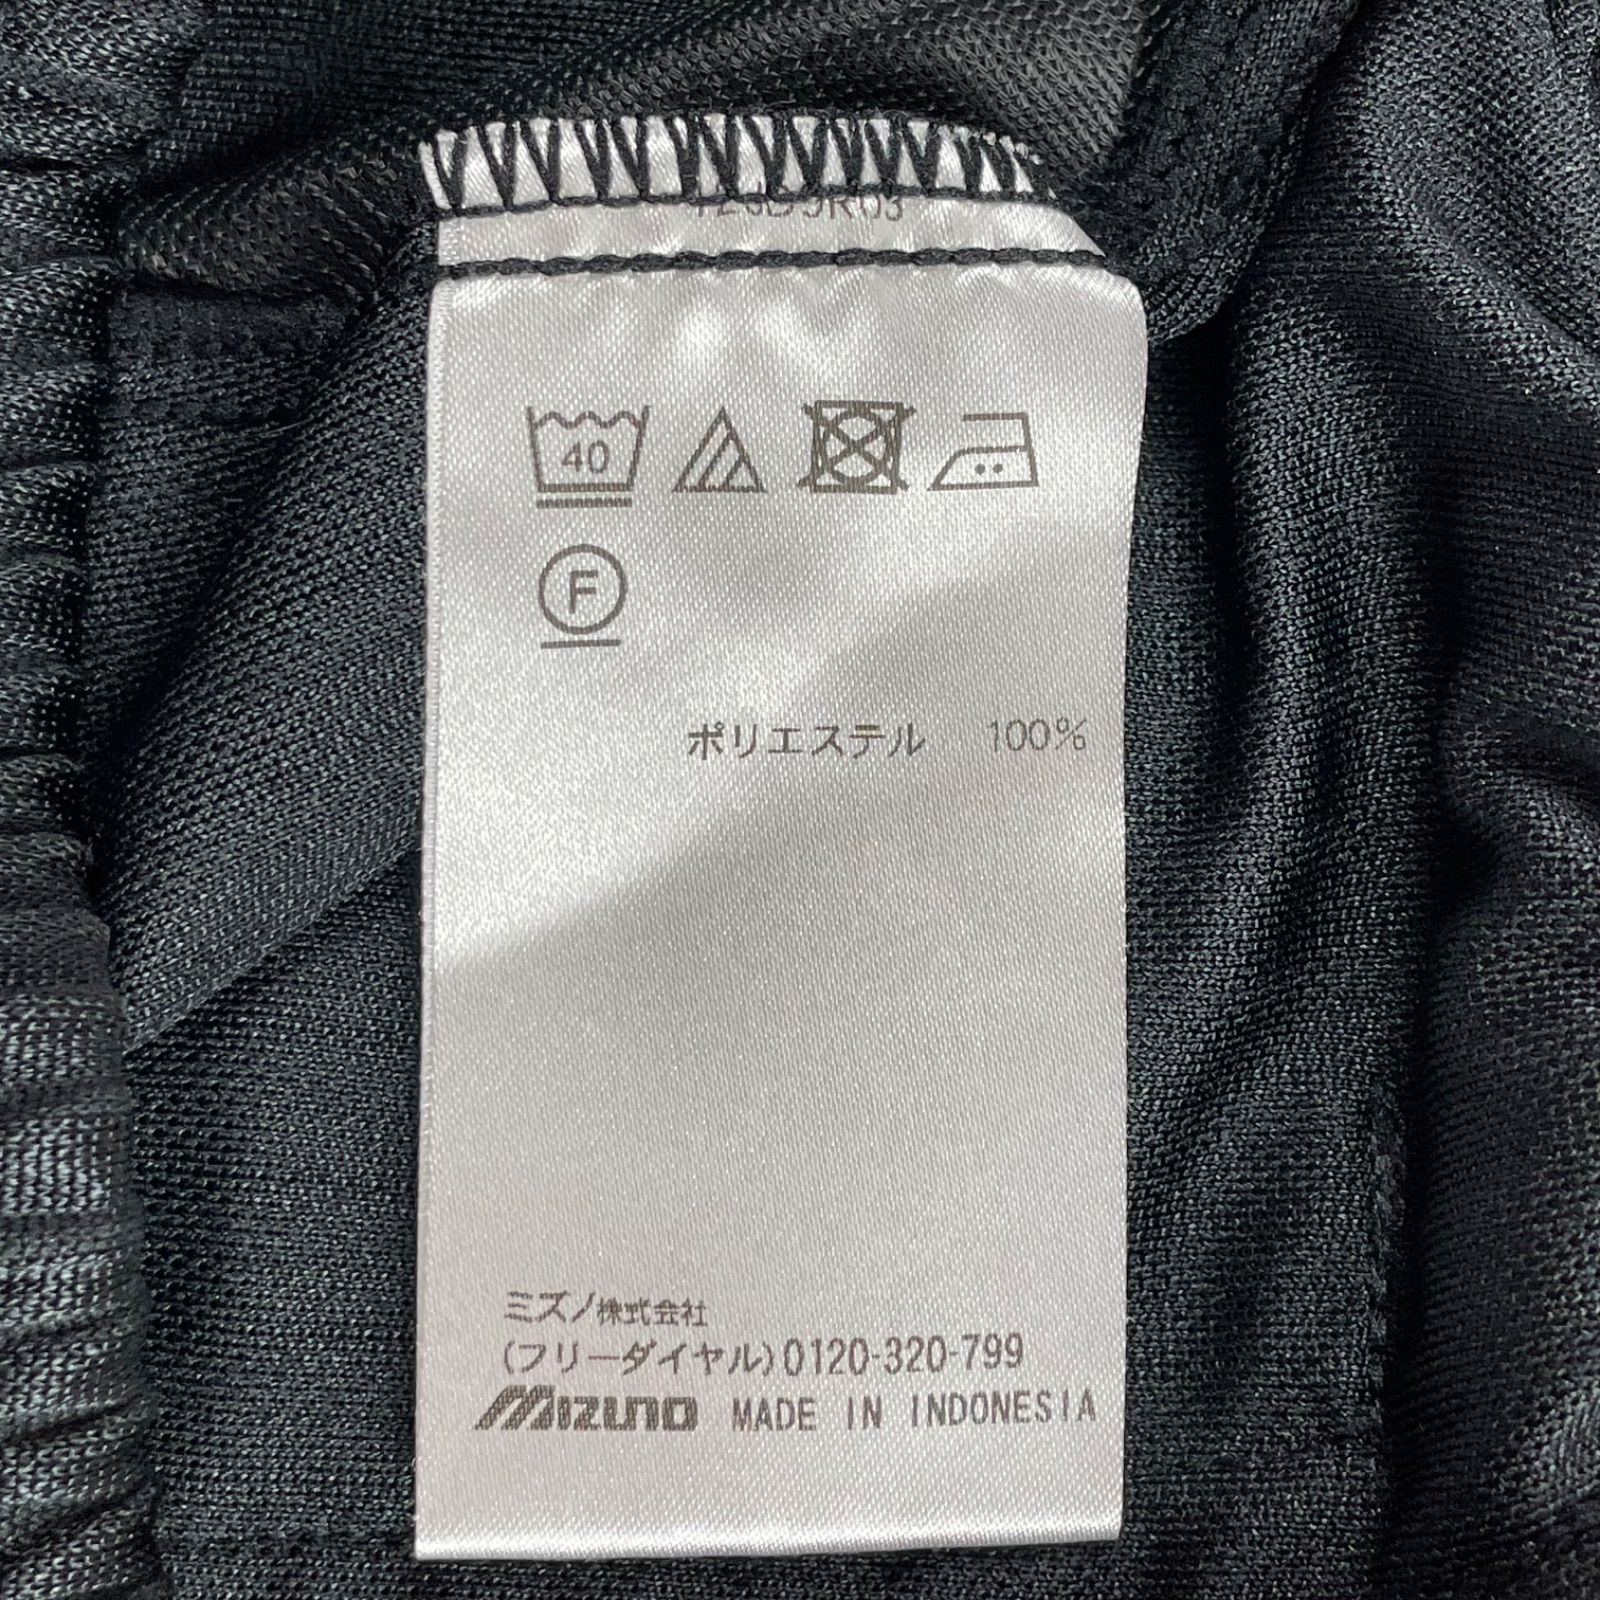 40
F
ポリエステル 100%
ミズノ株式会社
(フリーダイヤル)0120-320-799
MIZUNO MADE IN INDONESIA